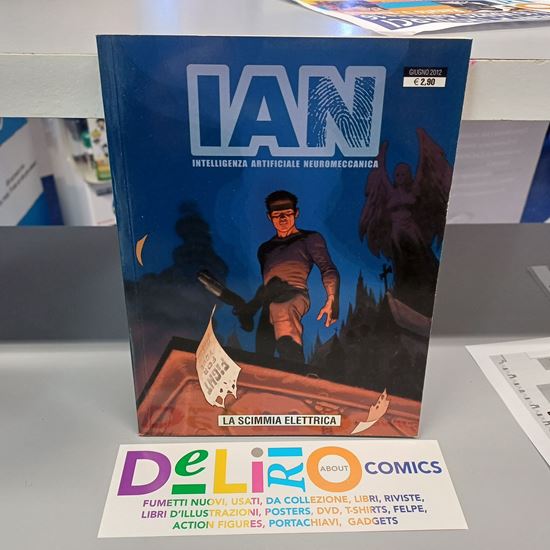 IAN
INTELLIGENZA ARTIFICIALE NEUROMECCANICA
GIUGNO 2012
€ 2,90
FIGHT
LA SCIMMIA ELETTRICA
DeLiRiO ABOUT COMICS
FUMETTI NUOVI, USATI, DA COLLEZIONE, LIBRI, RIVISTE,
LIBRI D'ILLUSTRAZIONI, POSTERS, DVD, T-SHIRTS, FELPE,
ACTION FIGURES, PORTACHIAVI, GADGETS